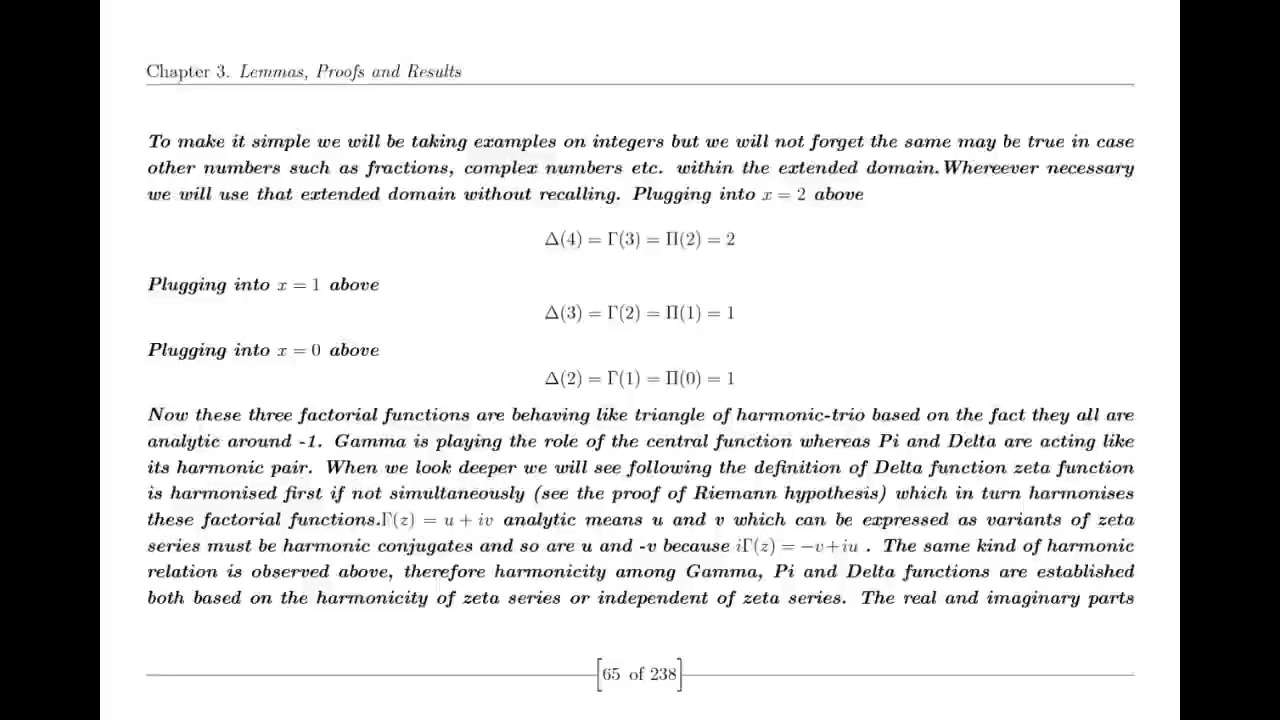 Chapter 3. Lemmas, Proofs and Results
To make it simple we will be taking examples on integers but we will not forget the same may be true in case
other numbers such as fractions, complex numbers etc. within the extended domain.Whereever necessary
we will use that extended domain without recalling. Plugging into x = 2 above
Δ(4) = Γ(3) = Π(2) = 2
Plugging into x = 1 above
Δ(3) = Γ(2) = Π(1) = 1
Plugging into x = 0 above
Δ(2) = Γ(1) = Π(0) = 1
Now these three factorial functions are behaving like triangle of harmonic-trio based on the fact they all are
analytic around -1. Gamma is playing the role of the central function whereas Pi and Delta are acting like
its harmonic pair. When we look deeper we will see following the definition of Delta function zeta function
is harmonised first if not simultaneously (see the proof of Riemann hypothesis) which in turn harmonises
these factorial functions.Γ(z) = u + iv analytic means u and v which can be expressed as variants of zeta
series must be harmonic conjugates and so are u and -v because iΓ(z) = −v+iu . The same kind of harmonic
relation is observed above, therefore harmonicity among Gamma, Pi and Delta functions are established
both based on the harmonicity of zeta series or independent of zeta series. The real and imaginary parts
65 of 238